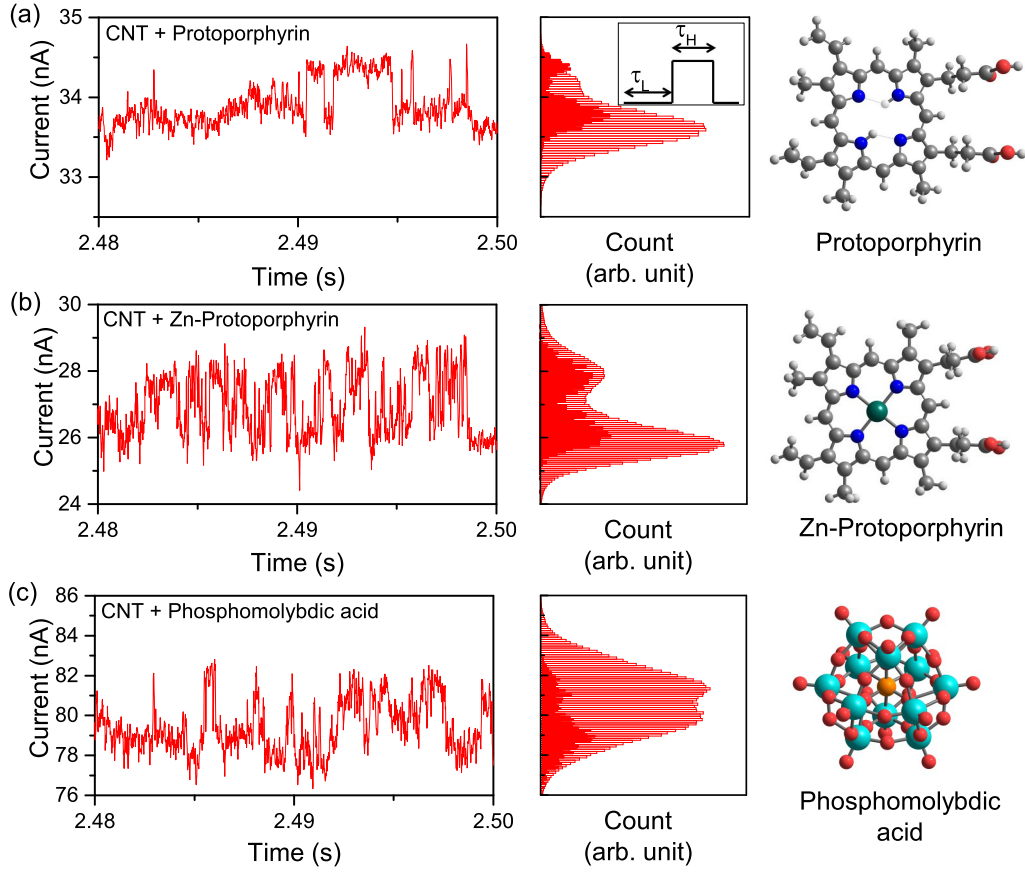 (a)
CNT + Protoporphyrin
Current (nA)
35
34
33
2.48
2.49
2.50
Time (s)
τH
τL
Count
(arb. unit)
Protoporphyrin
(b)
CNT + Zn-Protoporphyrin
Current (nA)
30
28
26
24
2.48
2.49
2.50
Time (s)
Count
(arb. unit)
Zn-Protoporphyrin
(c)
CNT + Phosphomolybdic acid
Current (nA)
86
84
82
80
78
76
2.48
2.49
2.50
Time (s)
Count
(arb. unit)
Phosphomolybdic
acid